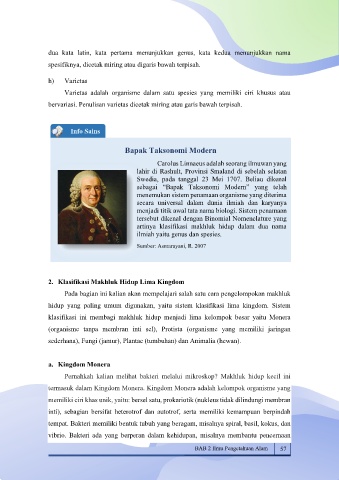 dua kata latin, kata pertama menunjukkan genus, kata kedua menunjukkan nama
spesifiknya, dicetak miring atau digaris bawah terpisah.
h) Varietas
Varietas adalah organisme dalam satu spesies yang memiliki ciri khusus atau
bervariasi. Penulisan varietas dicetak miring atau garis bawah terpisah.
Info Sains
Bapak Taksonomi Modern
Carolus Linnaeus adalah seorang ilmuwan yang
lahir di Rashult, Provinsi Smaland di sebelah selatan
Swedia, pada tanggal 23 Mei 1707. Beliau dikenal
sebagai “Bapak Taksonomi Modern” yang telah
menemukan sistem penamaan organisme yang diterima
secara universal dalam dunia ilmiah dan karyanya
menjadi titik awal tata nama biologi. Sistem penamaan
tersebut dikenal dengan Binomial Nomenclature yang
artinya klasifikasi makhluk hidup dalam dua nama
ilmiah yaitu genus dan spesies.
Sumber: Asmarayani, R. 2007
2. Klasifikasi Makhluk Hidup Lima Kingdom
Pada bagian ini kalian akan mempelajari salah satu cara pengelompokan makhluk
hidup yang paling umum digunakan, yaitu sistem klasifikasi lima kingdom. Sistem
klasifikasi ini membagi makhluk hidup menjadi lima kelompok besar yaitu Monera
(organisme tanpa membran inti sel), Protista (organisme yang memiliki jaringan
sederhana), Fungi (jamur), Plantae (tumbuhan) dan Animalia (hewan).
a. Kingdom Monera
Pernahkah kalian melihat bakteri melalui mikroskop? Makhluk hidup kecil ini
termasuk dalam Kingdom Monera. Kingdom Monera adalah kelompok organisme yang
memiliki ciri khas unik, yaitu: bersel satu, prokariotik (nukleus tidak dilindungi membran
inti), sebagian bersifat heterotrof dan autotrof, serta memiliki kemampuan berpindah
tempat. Bakteri memiliki bentuk tubuh yang beragam, misalnya spiral, basil, kokus, dan
vibrio. Bakteri ada yang berperan dalam kehidupan, misalnya membantu pencernaan
BAB 2 Ilmu Pengetahuan Alam 57